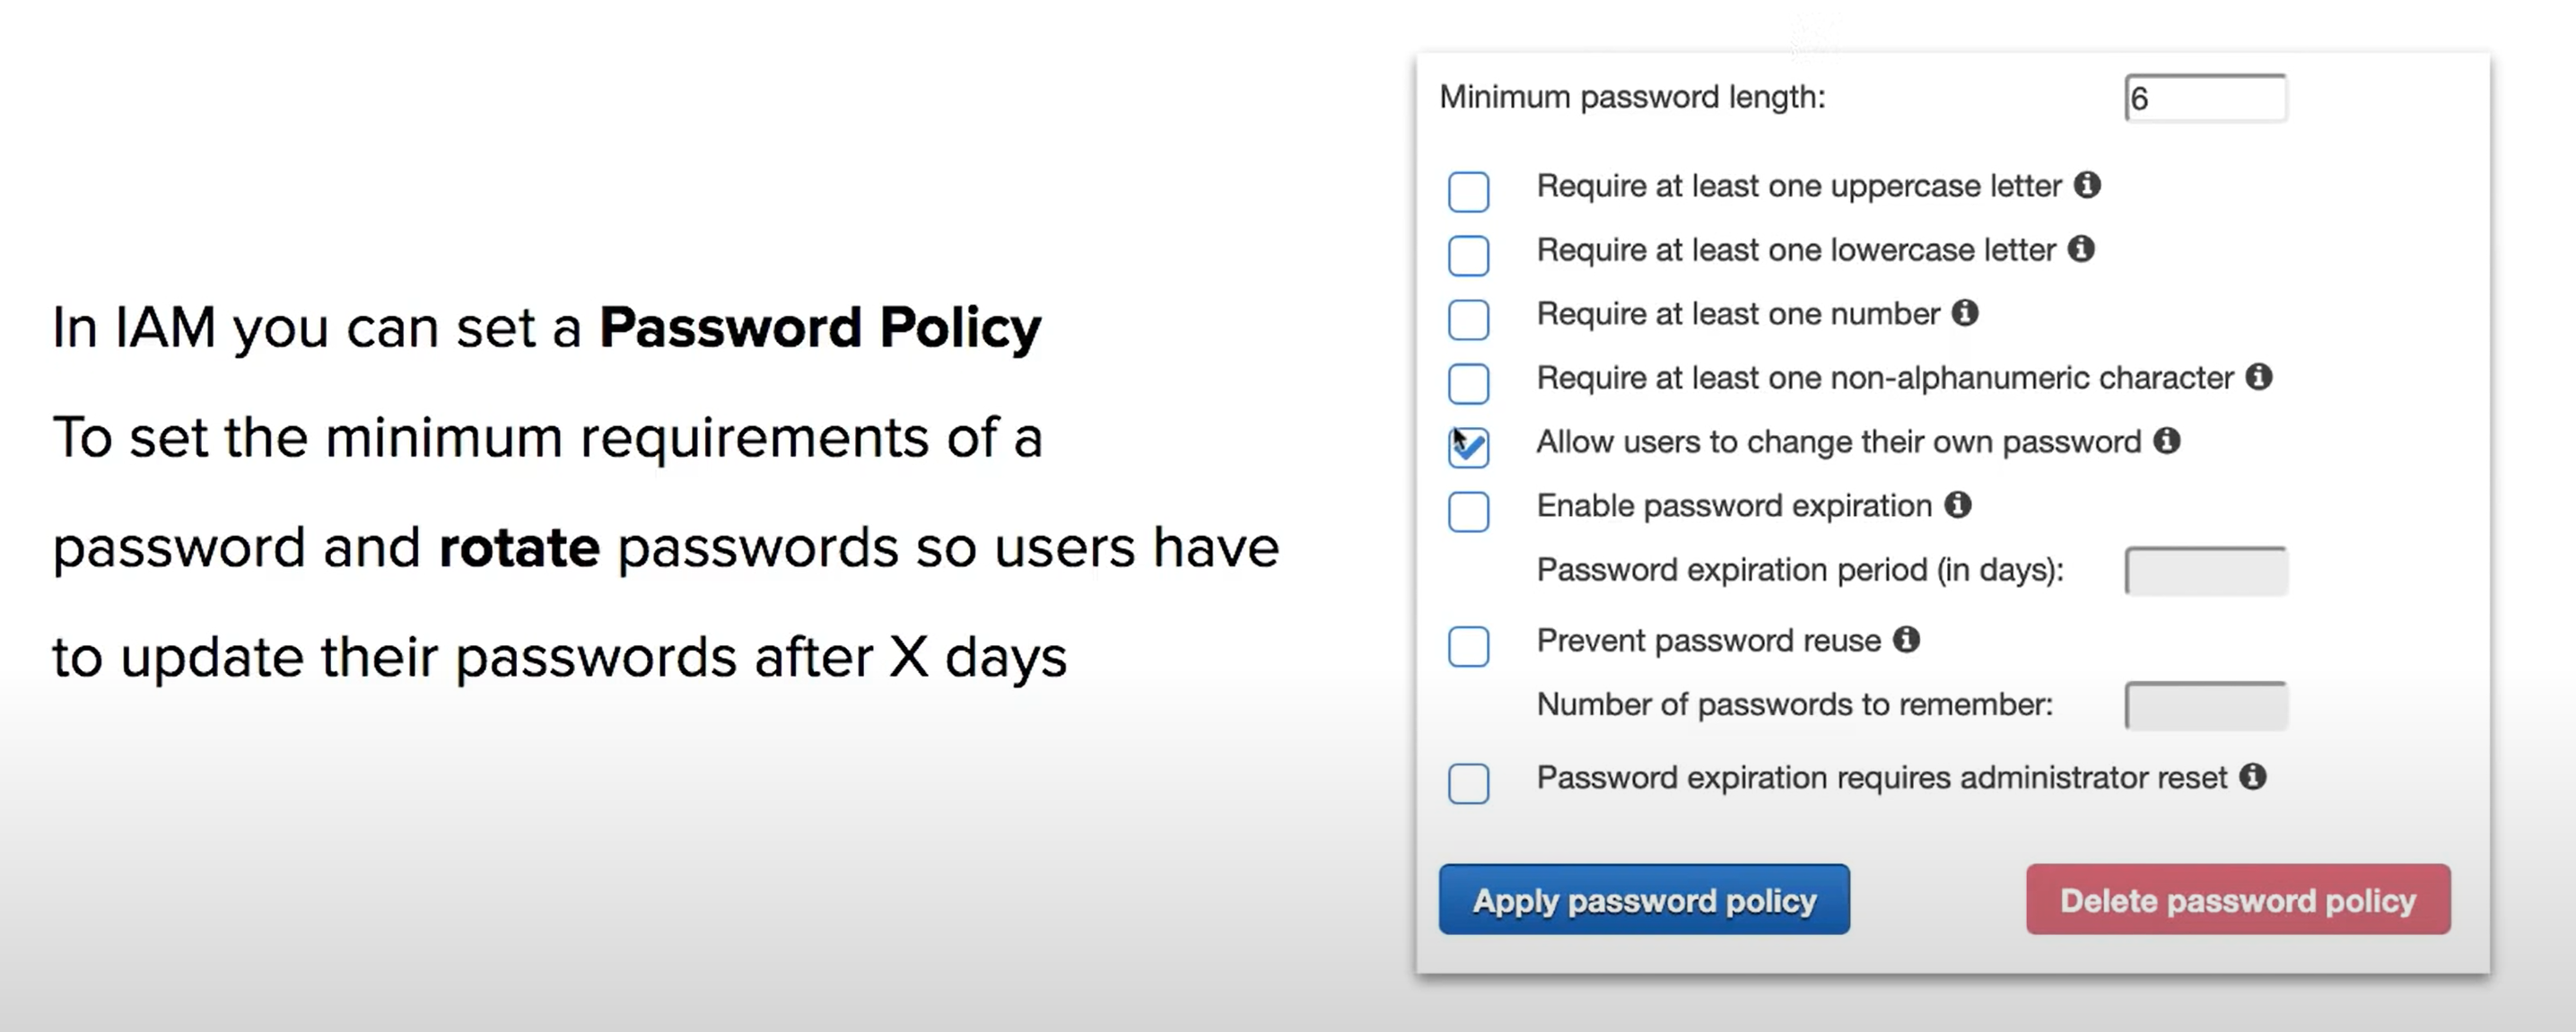 In IAM you can set a Password Policy
To set the minimum requirements of a
password and rotate passwords so users have
to update their passwords after X days
Minimum password length: 6
Require at least one uppercase letter
Require at least one lowercase letter
Require at least one number
Require at least one non-alphanumeric character
Allow users to change their own password
Enable password expiration
Password expiration period (in days):
Prevent password reuse
Number of passwords to remember:
Password expiration requires administrator reset
Apply password policy
Delete password policy